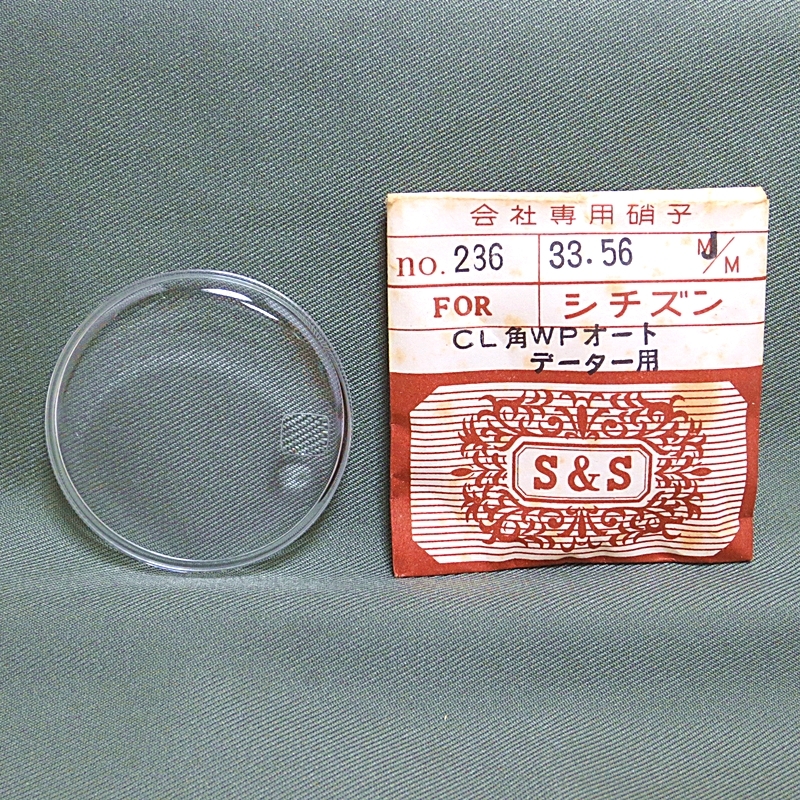 会社専用硝子
no. 236 33.56 M/M
FOR シチズン
CL角WPオート
データー用
S&S